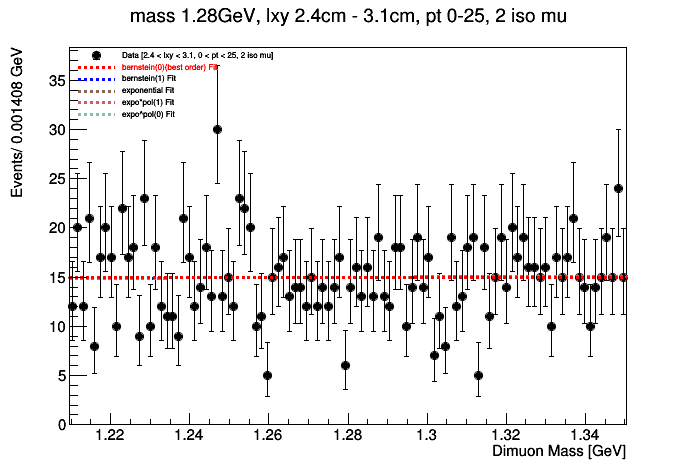 mass 1.28GeV, lxy 2.4cm - 3.1cm, pt 0-25, 2 iso mu
Events/ 0.001408 GeV
Data [2.4 < lxy < 3.1, 0 < pt < 25, 2 iso mu]
bernstein(0)(best order) Fit
bernstein(1) Fit
exponential Fit
expo*pol(1) Fit
expo*pol(0) Fit
35
30
25
20
15
10
5
0
1.22
1.24
1.26
1.28
1.3
1.32
1.34
Dimuon Mass [GeV]